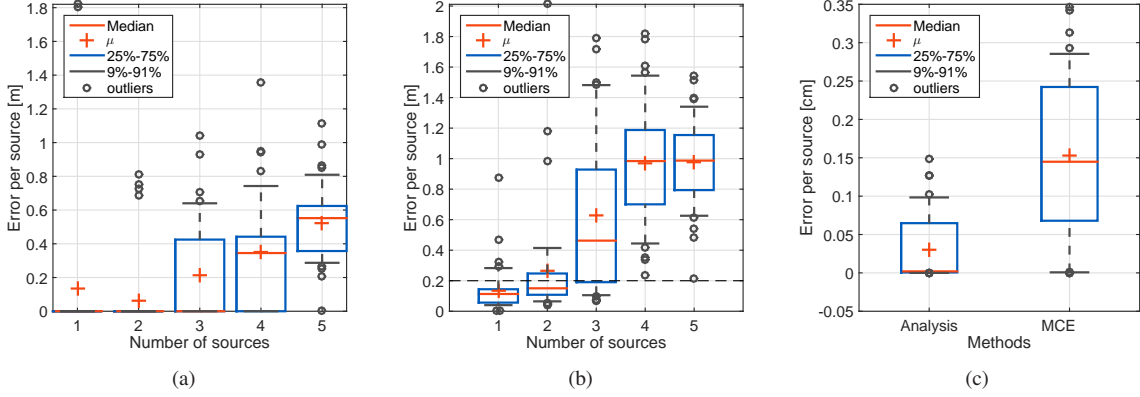 Median
μ
25%-75%
9%-91%
outliers
Error per source [m]
1.8
1.6
1.4
1.2
1
0.8
0.6
0.4
0.2
0
1 2 3 4 5
Number of sources
(a)
Median
μ
25%-75%
9%-91%
outliers
Error per source [m]
2
1.8
1.6
1.4
1.2
1
0.8
0.6
0.4
0.2
0
1 2 3 4 5
Number of sources
(b)
Median
μ
25%-75%
9%-91%
outliers
Error per source [cm]
0.35
0.3
0.25
0.2
0.15
0.1
0.05
0
-0.05
Analysis MCE
Methods
(c)